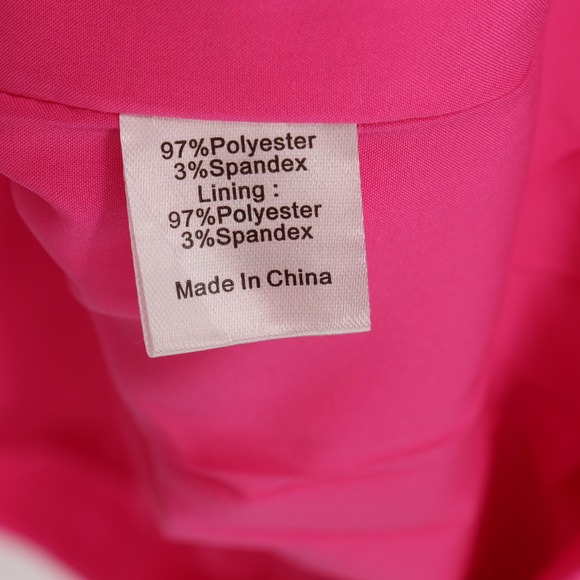 97%Polyester
3%Spandex
Lining :
97%Polyester
3%Spandex
Made In China